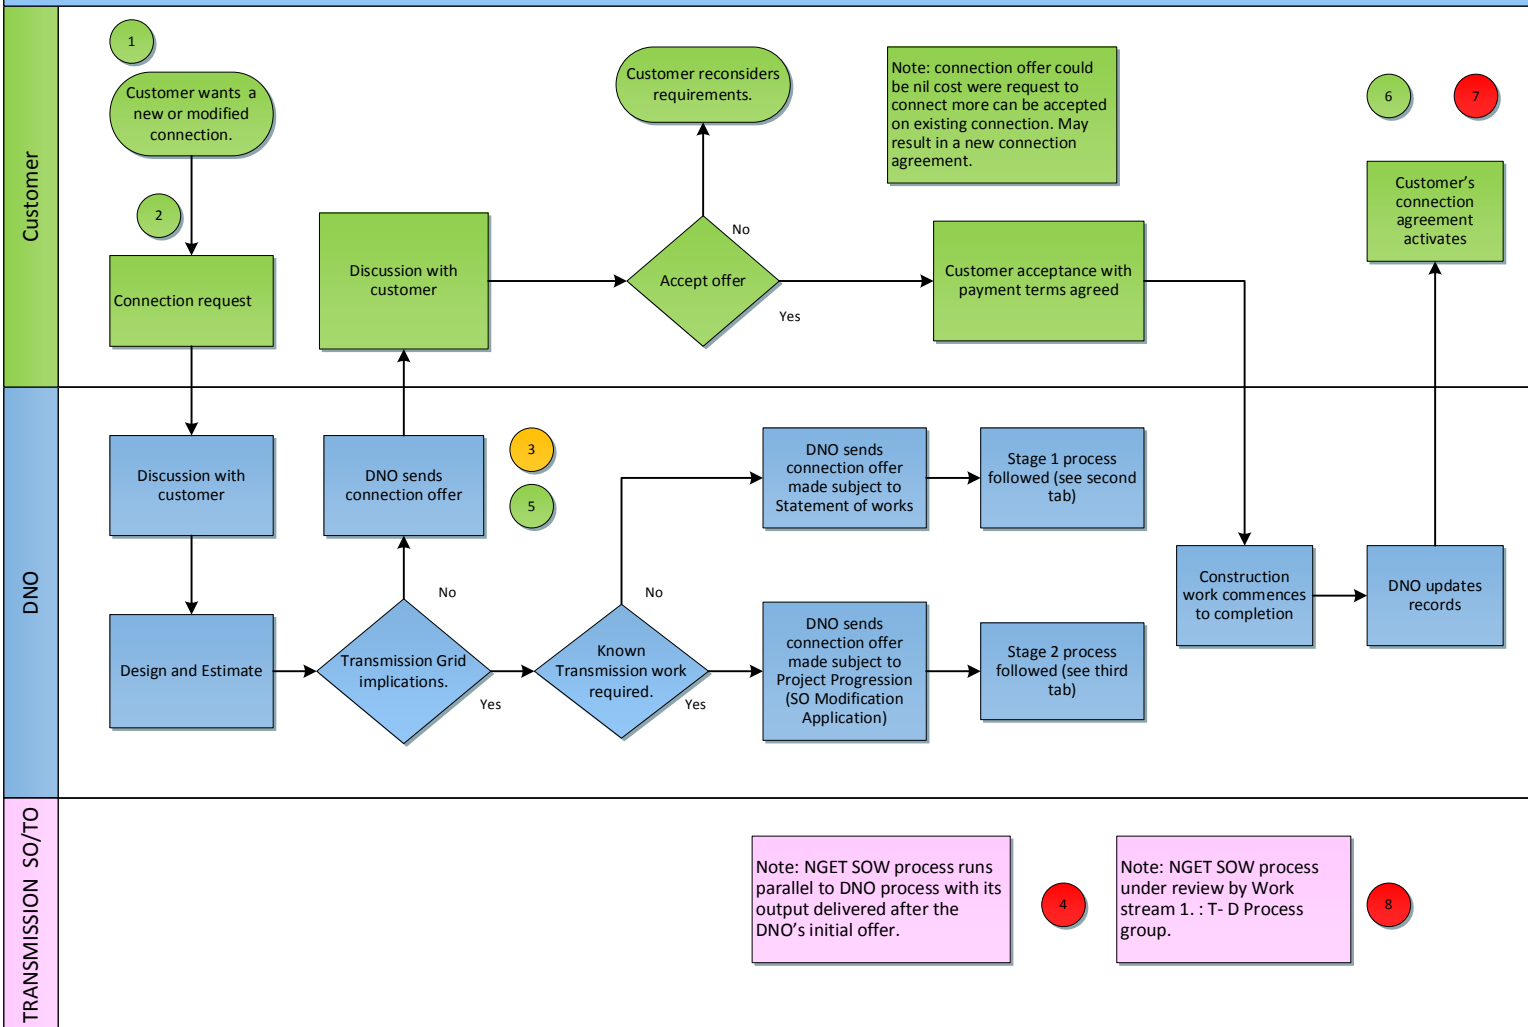 Customer
1
Customer wants a
new or modified
connection.
2
Connection request
Discussion with
customer
Customer reconsiders
requirements.
No
Accept offer
Yes
Note: connection offer could
be nil cost were request to
connect more can be accepted
on existing connection. May
result in a new connection
agreement.
Customer acceptance with
payment terms agreed
6
7
Customer’s
connection
agreement
activates
DNO
Discussion with
customer
Design and Estimate
DNO sends
connection offer
3
5
No
Transmission Grid
implications.
Yes
No
Known
Transmission work
required.
Yes
DNO sends
connection offer
made subject to
Statement of works
Stage 1 process
followed (see second
tab)
DNO sends
connection offer
made subject to
Project Progression
(SO Modification
Application)
Stage 2 process
followed (see third
tab)
Construction
work commences
to completion
DNO updates
records
TRANSMISSION SO/TO
Note: NGET SOW process runs
parallel to DNO process with its
output delivered after the
DNO’s initial offer.
4
Note: NGET SOW process
under review by Work
stream 1. : T- D Process
group.
8